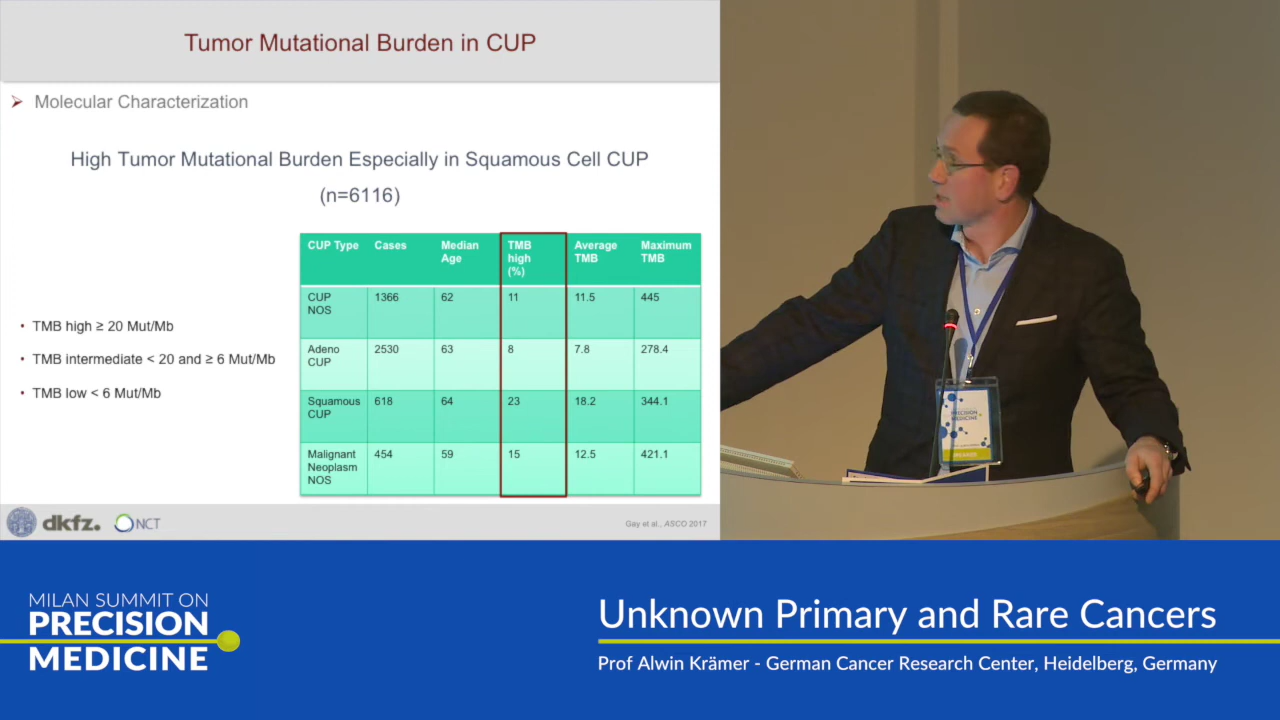 Tumor Mutational Burden in CUP
Molecular Characterization
High Tumor Mutational Burden Especially in Squamous Cell CUP
(n=6116)
• TMB high ≥ 20 Mut/Mb
• TMB intermediate < 20 and ≥ 6 Mut/Mb
• TMB low < 6 Mut/Mb
CUP Type Cases Median Age TMB high (%) Average TMB Maximum TMB
CUP NOS 1366 62 11 11.5 445
Adeno CUP 2530 63 8 7.8 278.4
Squamous CUP 618 64 23 18.2 344.1
Malignant Neoplasm NOS 454 59 15 12.5 421.1
dkfz. NCT
Gay et al., ASCO 2017
PRECISION
MEDICINE
MILAN SUMMIT ON
PRECISION
MEDICINE
Unknown Primary and Rare Cancers
Prof Alwin Krämer - German Cancer Research Center, Heidelberg, Germany